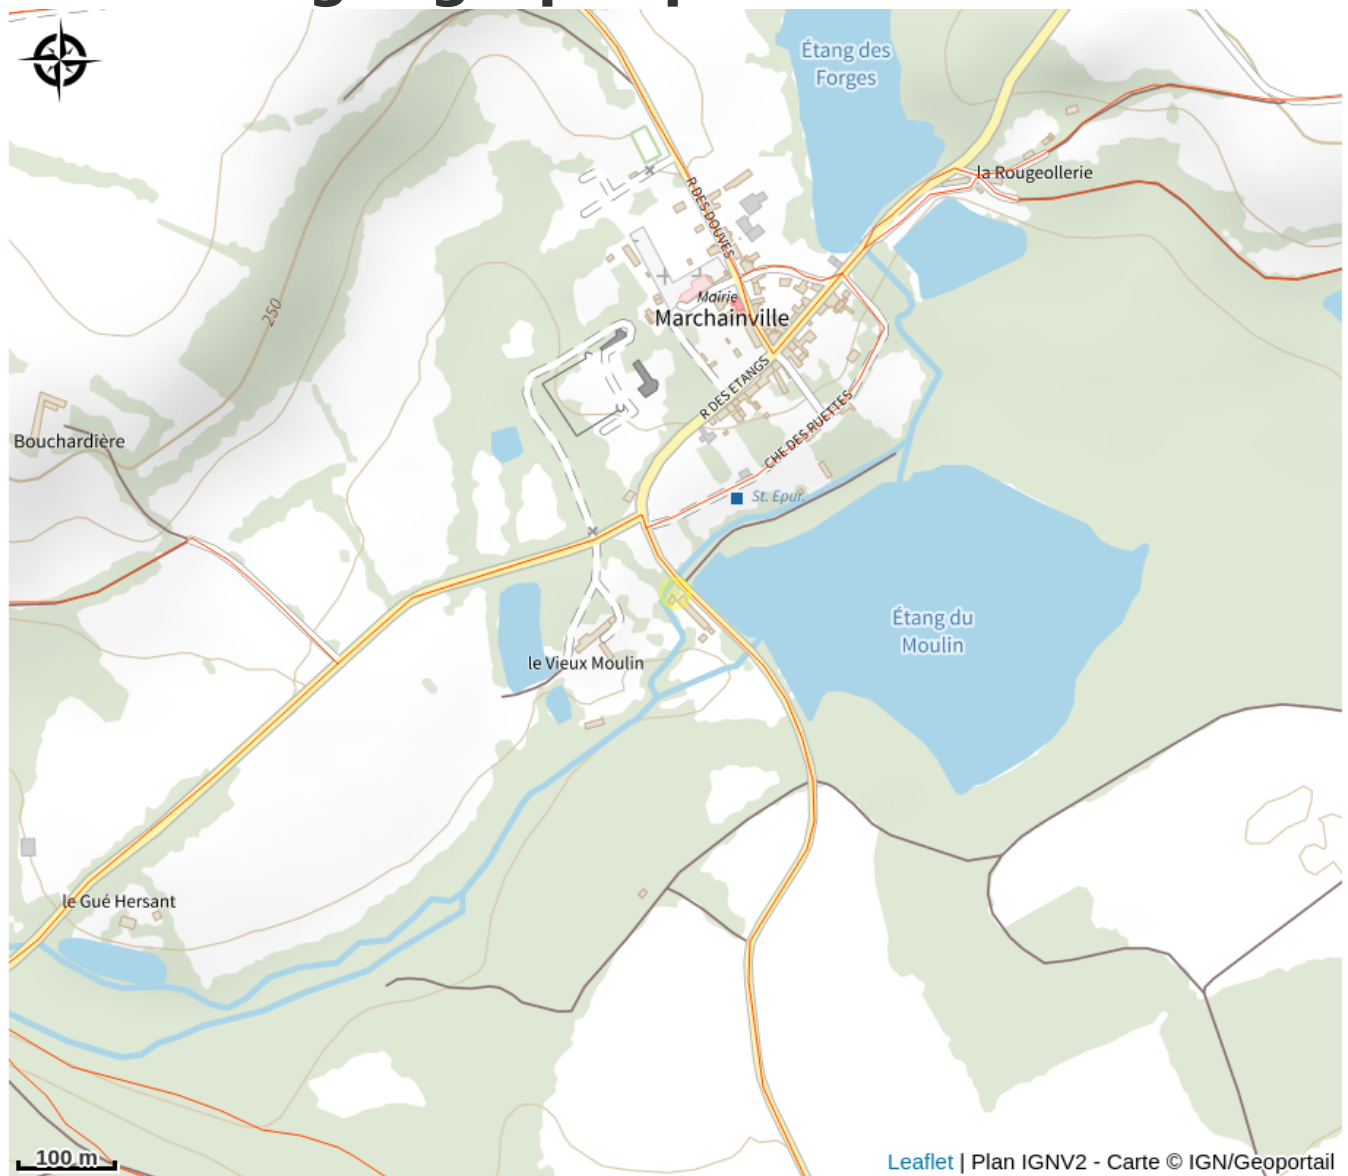 Étang des
Forges
la Rougeollerie
R DES DOUVES
Mairie
Marchainville
250
R DES ETANGS
CHE DES RUETTES
Bouchardière
St. Epur.
Étang du
Moulin
le Vieux Moulin
le Gué Hersant
100 m
Leaflet | Plan IGNV2 - Carte © IGN/Geoportail